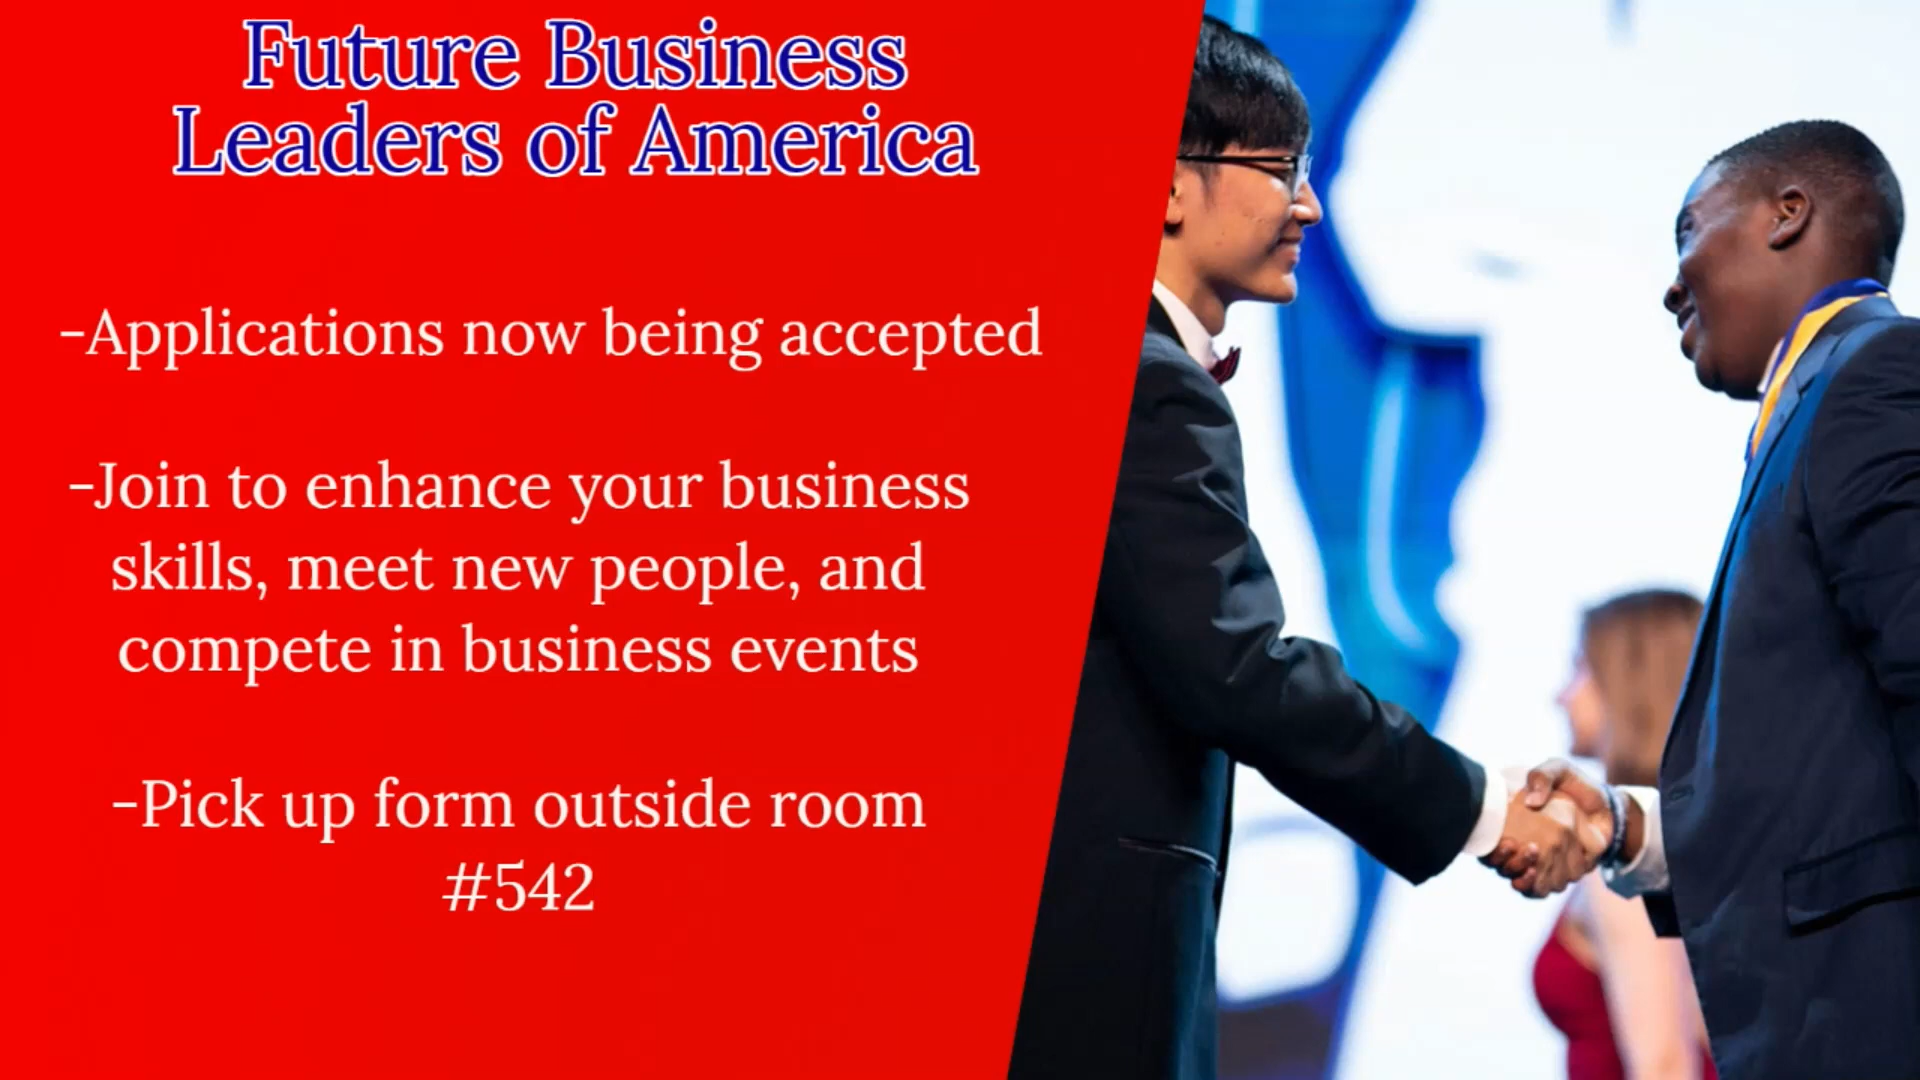 Future Business
Leaders of America
-Applications now being accepted
-Join to enhance your business
skills, meet new people, and
compete in business events
-Pick up form outside room
#542